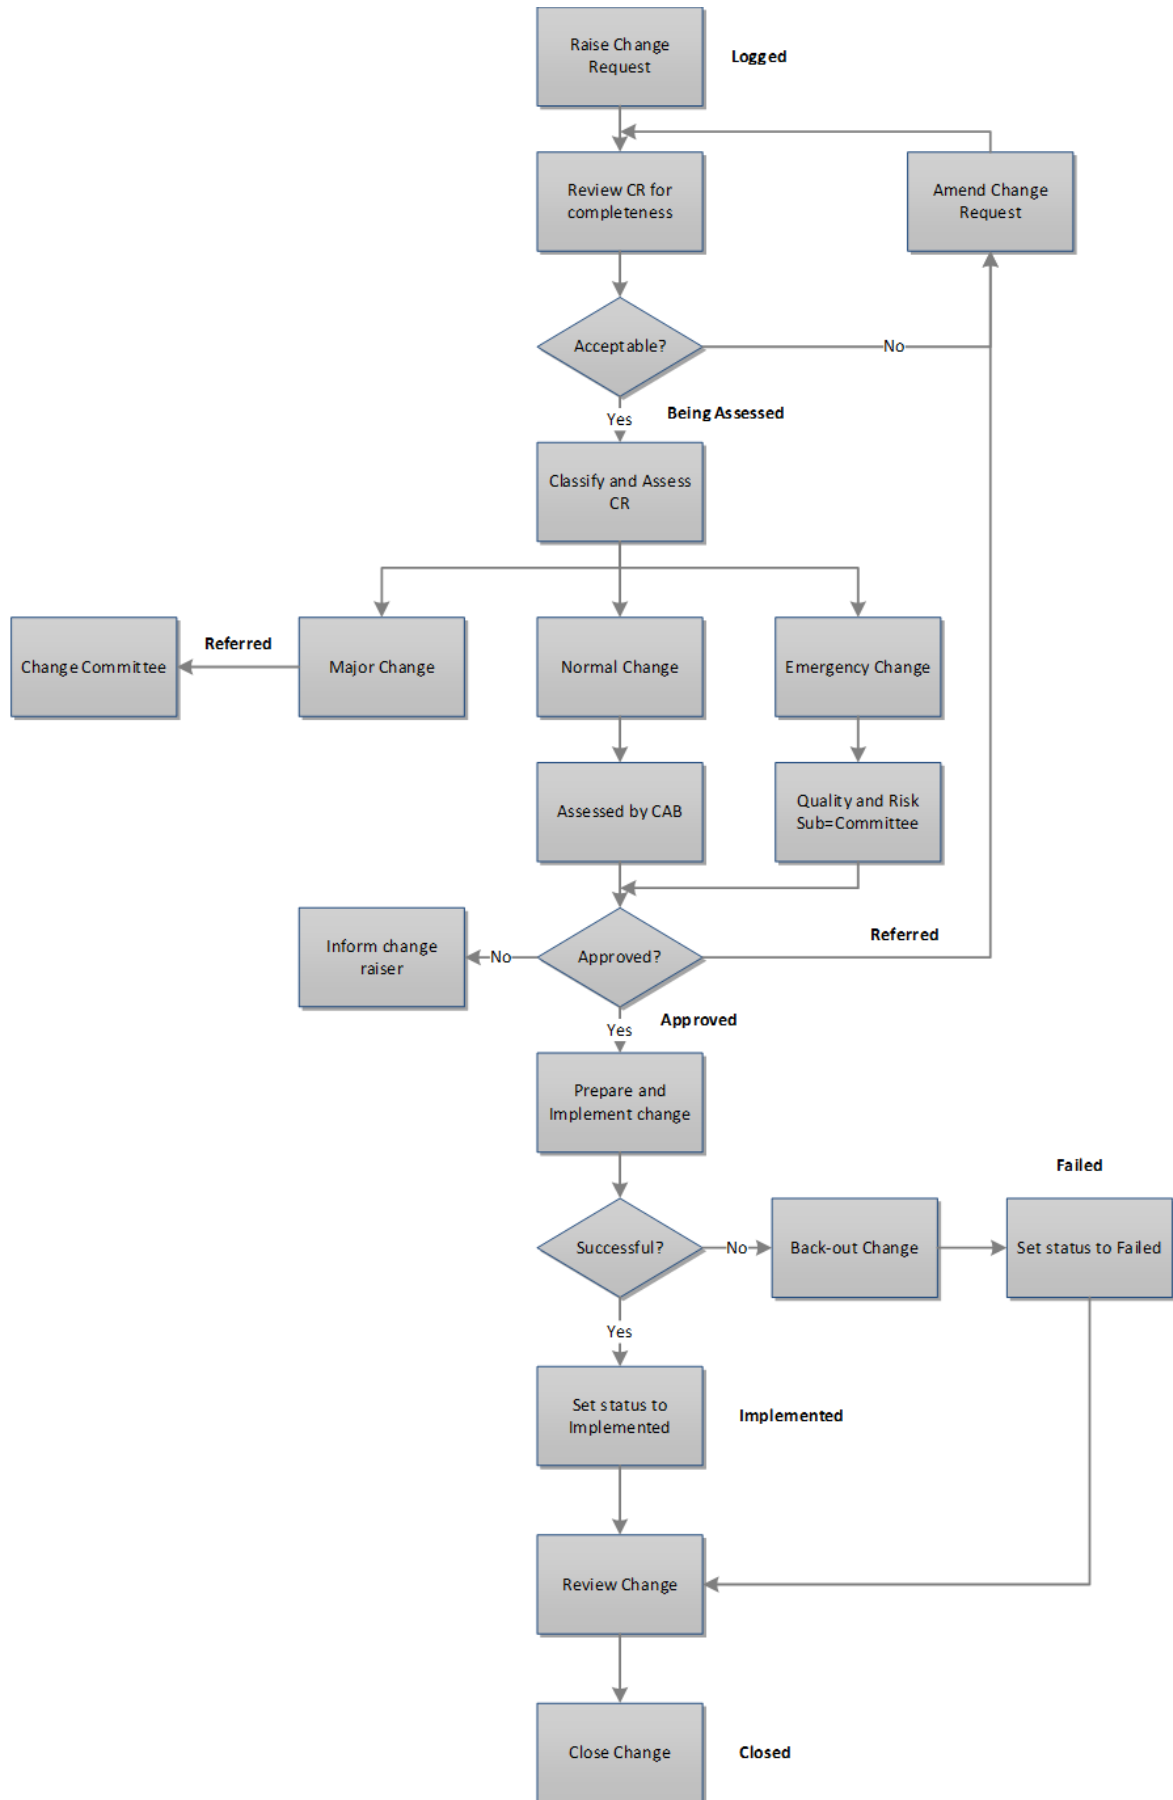 Raise Change
Request
Logged
Review CR for
completeness
Amend Change
Request
Acceptable?
No
Yes
Being Assessed
Classify and Assess
CR
Change Committee
Referred
Major Change
Normal Change
Emergency Change
Assessed by CAB
Quality and Risk
Sub=Committee
Inform change
raiser
No
Approved?
Referred
Yes
Approved
Prepare and
Implement change
Failed
Successful?
No
Back-out Change
Set status to Failed
Yes
Set status to
Implemented
Implemented
Review Change
Close Change
Closed